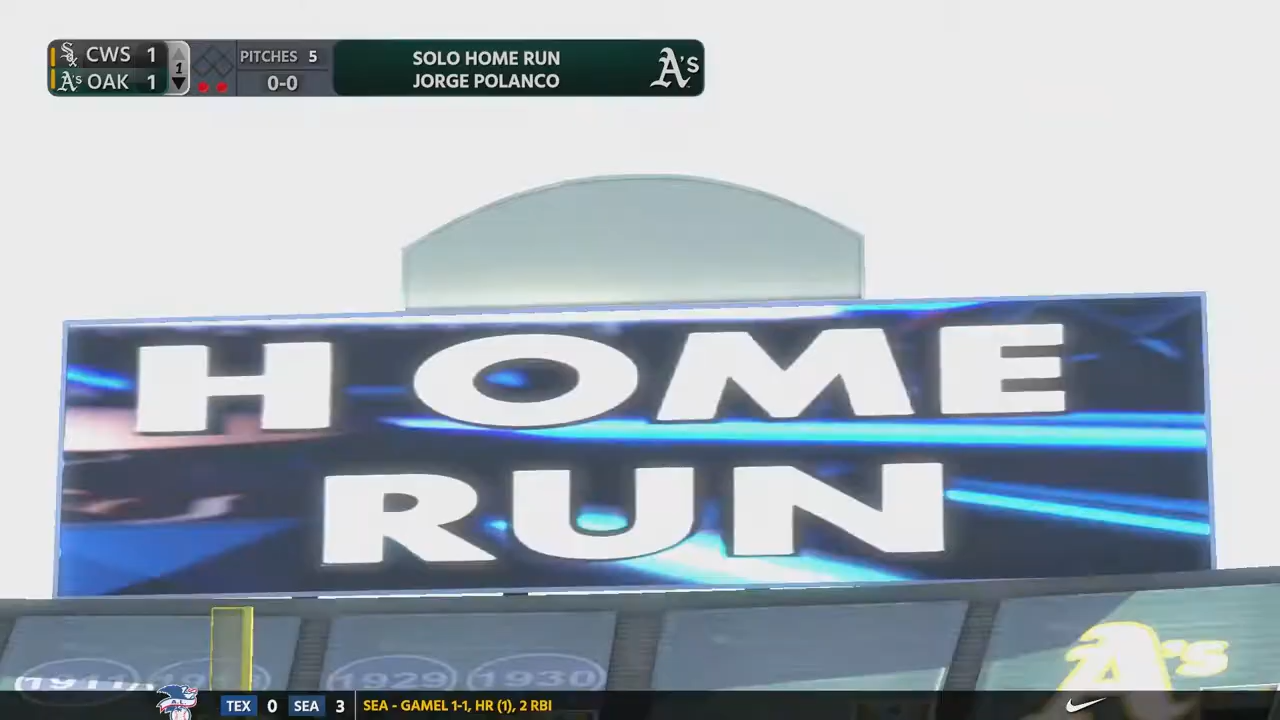 CWS 1
OAK 1
1
PITCHES 5
0-0
SOLO HOME RUN
JORGE POLANCO
A's
HOME
RUN
1911
1929
1930
A's
TEX 0 SEA 3 SEA - GAMEL 1-1, HR (1), 2 RBI